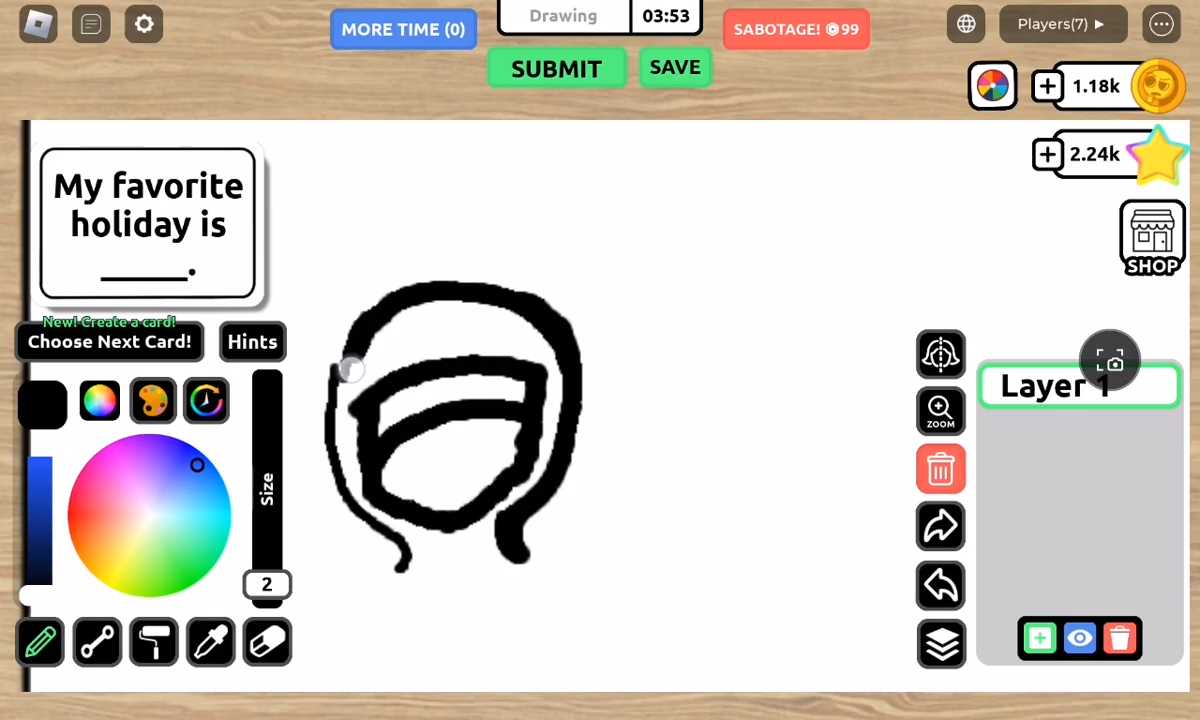 MORE TIME (0)
Drawing
03:53
SABOTAGE! 99
Players(7)
SUBMIT
SAVE
1.18k
2.24k
My favorite
holiday is
______.
SHOP
New! Create a card!
Choose Next Card!
Hints
Layer 1
ZOOM
Size
2